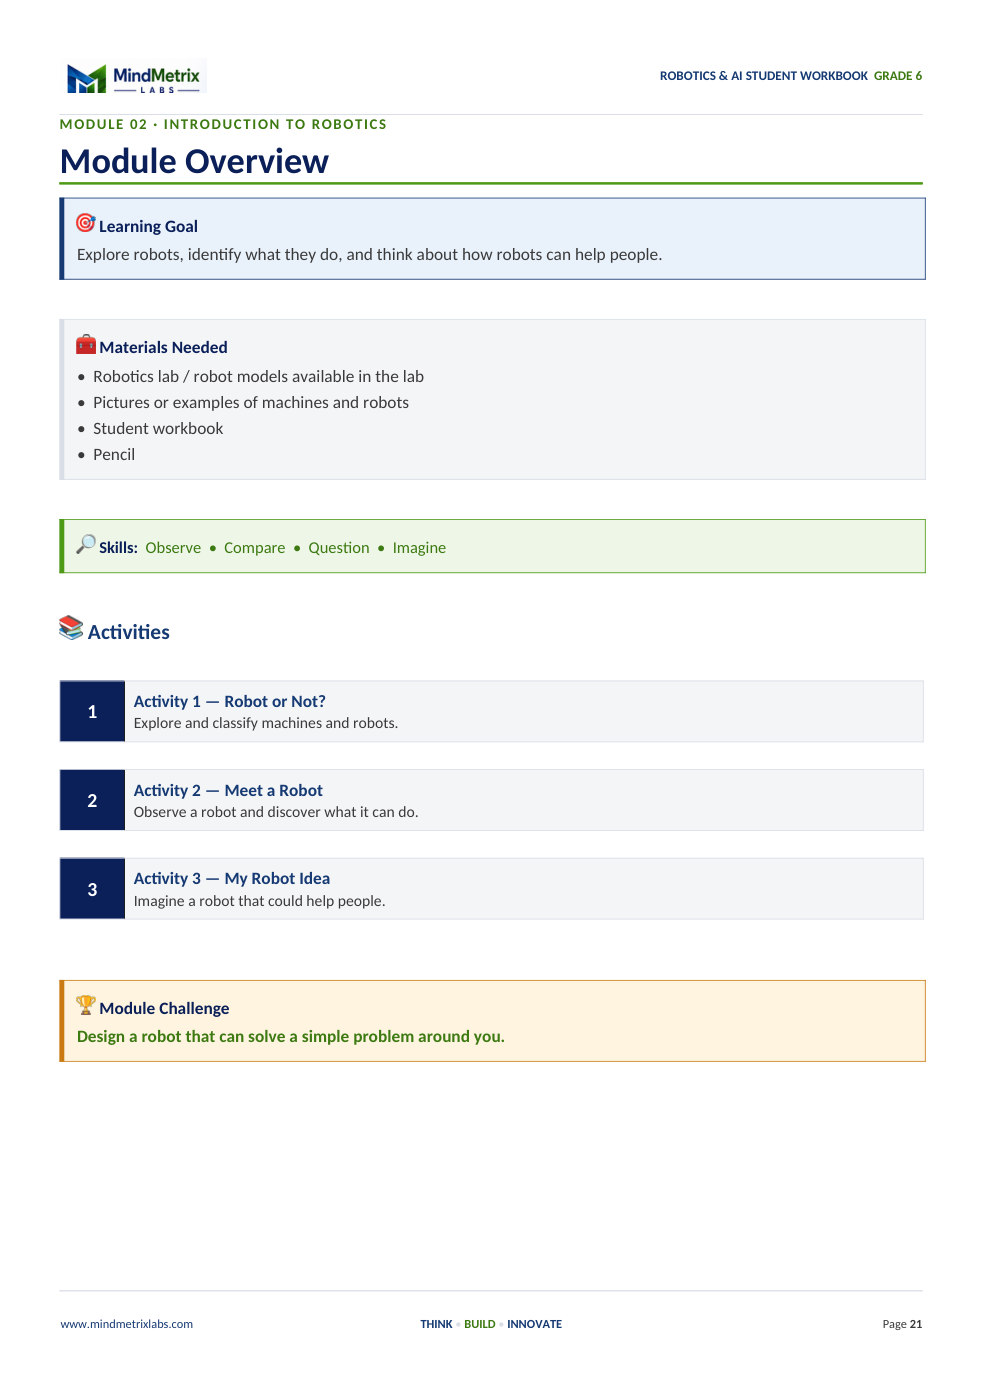 MindMetrix
LABS
ROBOTICS & AI STUDENT WORKBOOK GRADE 6
MODULE 02 · INTRODUCTION TO ROBOTICS
Module Overview
Learning Goal
Explore robots, identify what they do, and think about how robots can help people.
Materials Needed
• Robotics lab / robot models available in the lab
• Pictures or examples of machines and robots
• Student workbook
• Pencil
Skills: Observe • Compare • Question • Imagine
Activities
1
Activity 1 — Robot or Not?
Explore and classify machines and robots.
2
Activity 2 — Meet a Robot
Observe a robot and discover what it can do.
3
Activity 3 — My Robot Idea
Imagine a robot that could help people.
Module Challenge
Design a robot that can solve a simple problem around you.
www.mindmetrixlabs.com
THINK • BUILD • INNOVATE
Page 21